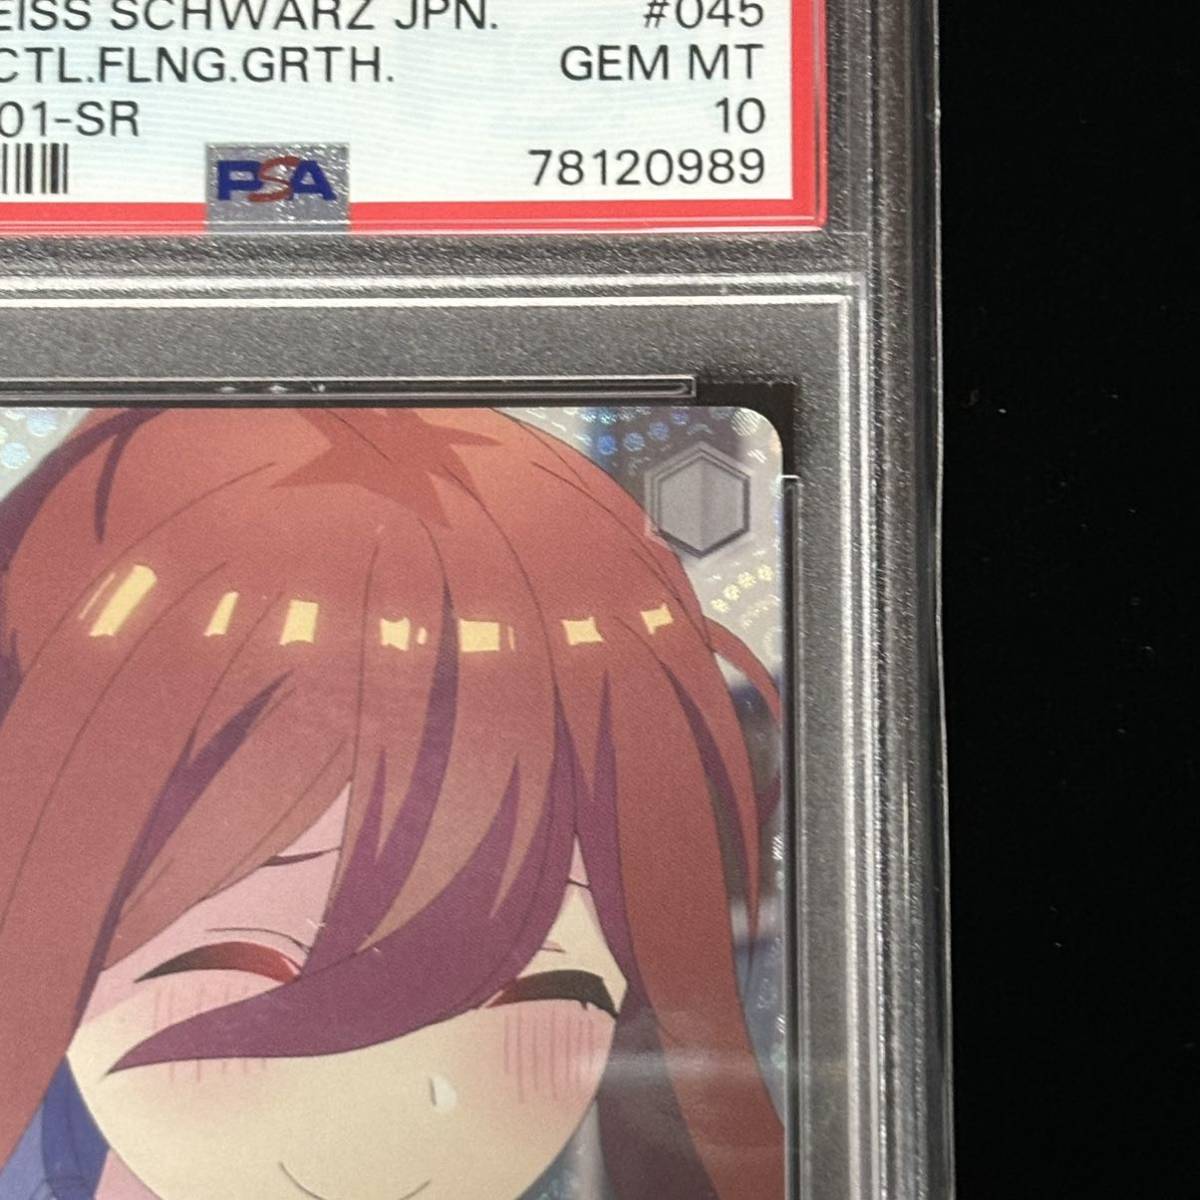 EISS SCHWARZ JPN. #045
CTL.FLNG.GRTH. GEM MT
01-SR 10
PSA 78120989